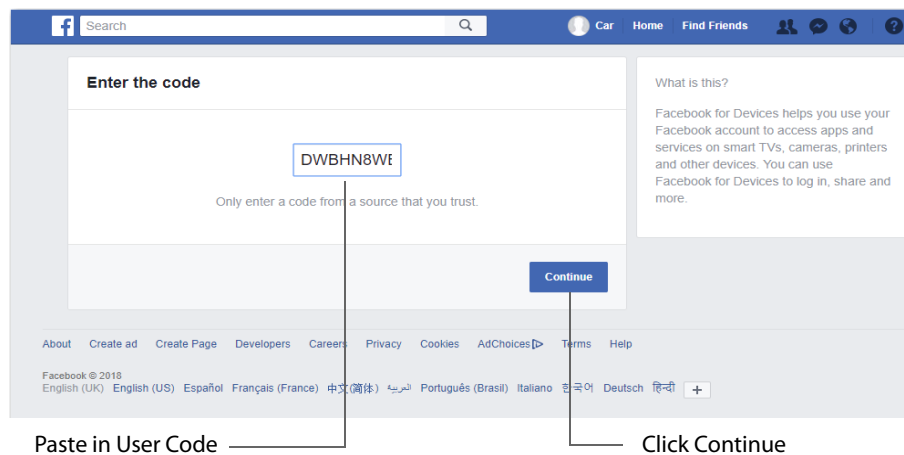 f Search Car Home Find Friends ?
Enter the code
What is this?
Facebook for Devices helps you use your
Facebook account to access apps and
services on smart TVs, cameras, printers
and other devices. You can use
Facebook for Devices to log in, share and
more.
DWBHN8WE
Only enter a code from a source that you trust.
Continue
About Create ad Create Page Developers Careers Privacy Cookies AdChoices Terms Help
Facebook © 2018
English (UK) English (US) Español Français (France) 中文(简体) العربية Português (Brasil) Italiano 한국어 Deutsch हिन्दी +
Paste in User Code Click Continue